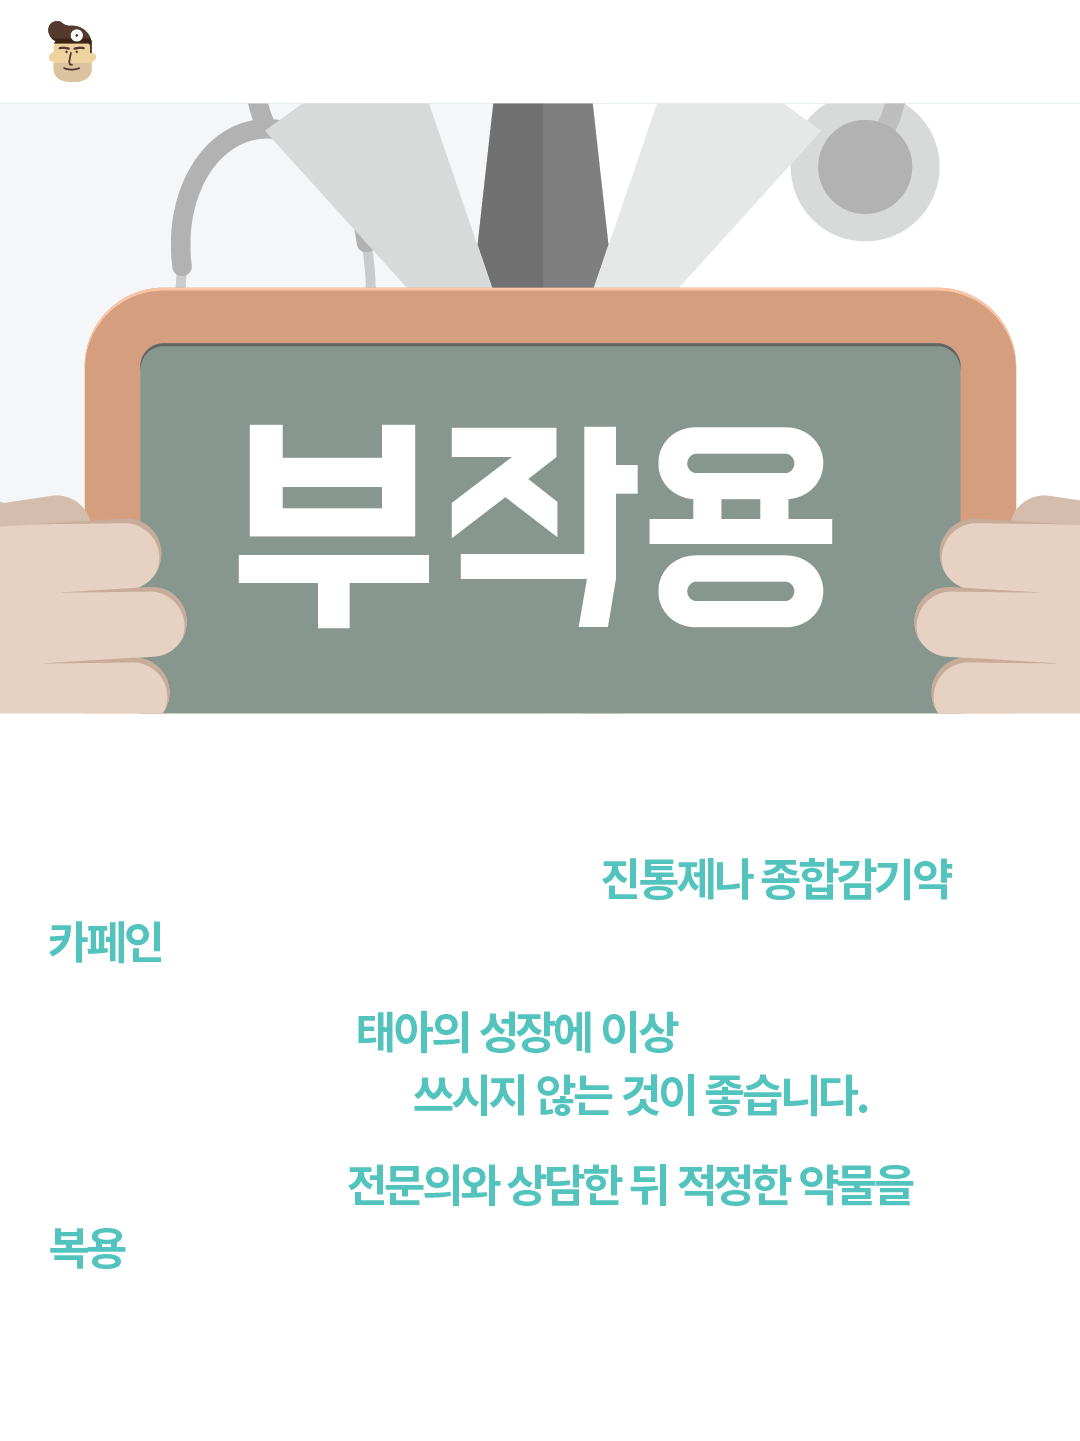 부작용
진통제나 종합감기약
카페인
태아의 성장에 이상
쓰시지 않는 것이 좋습니다.
전문의와 상담한 뒤 적정한 약물을
복용